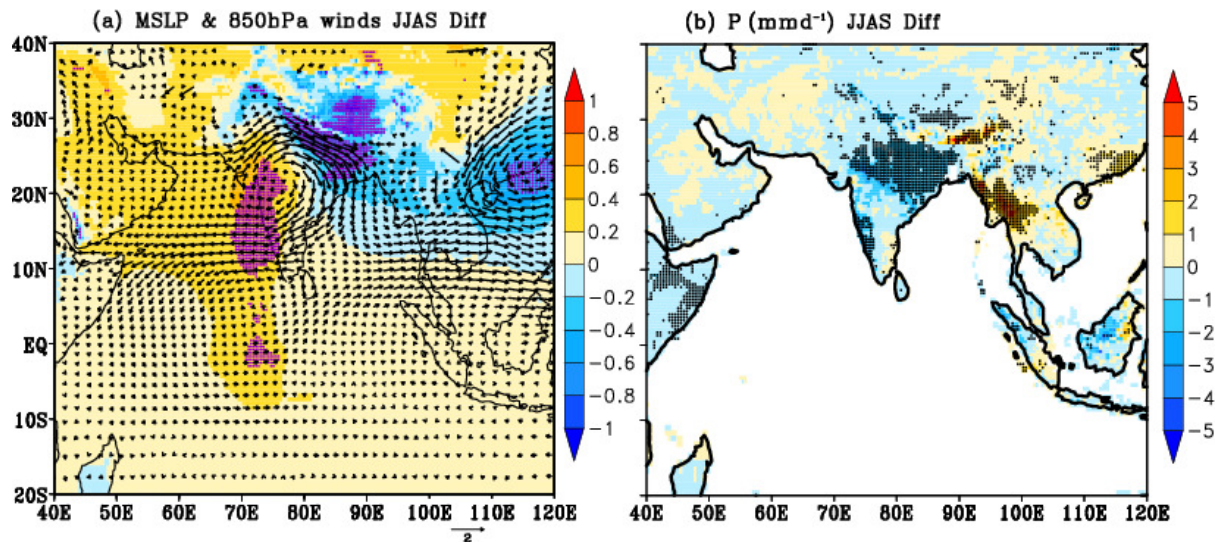 (a) MSLP & 850hPa winds JJAS Diff
40N
30N
20N
10N
EQ
10S
20S
40E 50E 60E 70E 80E 90E 100E 110E 120E
2
1
0.8
0.6
0.4
0.2
0
−0.2
−0.4
−0.6
−0.8
−1
(b) P (mmd⁻¹) JJAS Diff
40E 50E 60E 70E 80E 90E 100E 110E 120E
5
4
3
2
1
0
−1
−2
−3
−4
−5